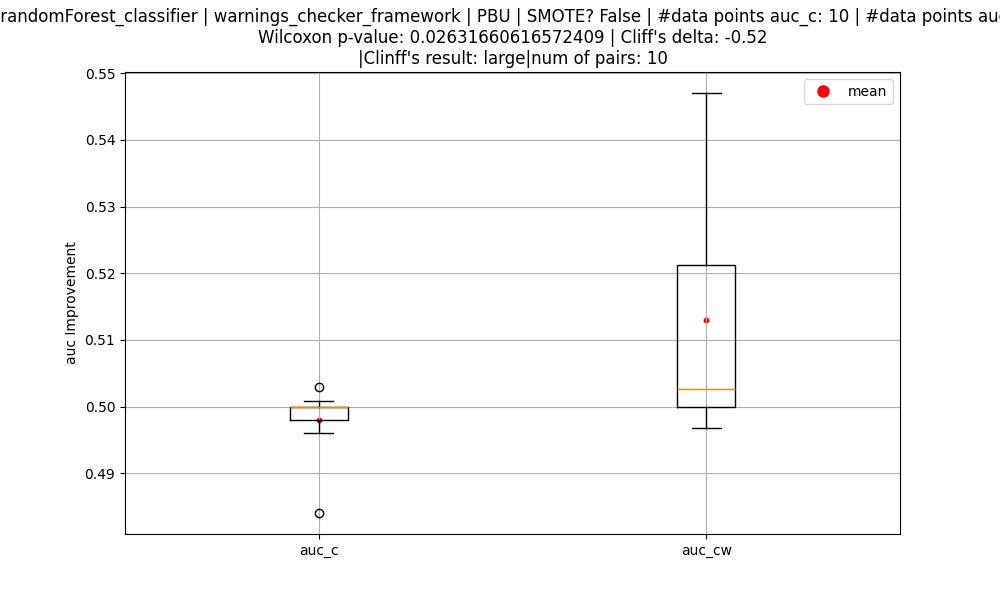 randomForest_classifier | warnings_checker_framework | PBU | SMOTE? False | #data points auc_c: 10 | #data points
Wilcoxon p-value: 0.02631660616572409 | Cliff's delta: -0.52
|Clinff's result: large|num of pairs: 10
0.55
mean
0.54
0.53
0.52
0.51
0.50
0.49
auc Improvement
auc_c
auc_cw